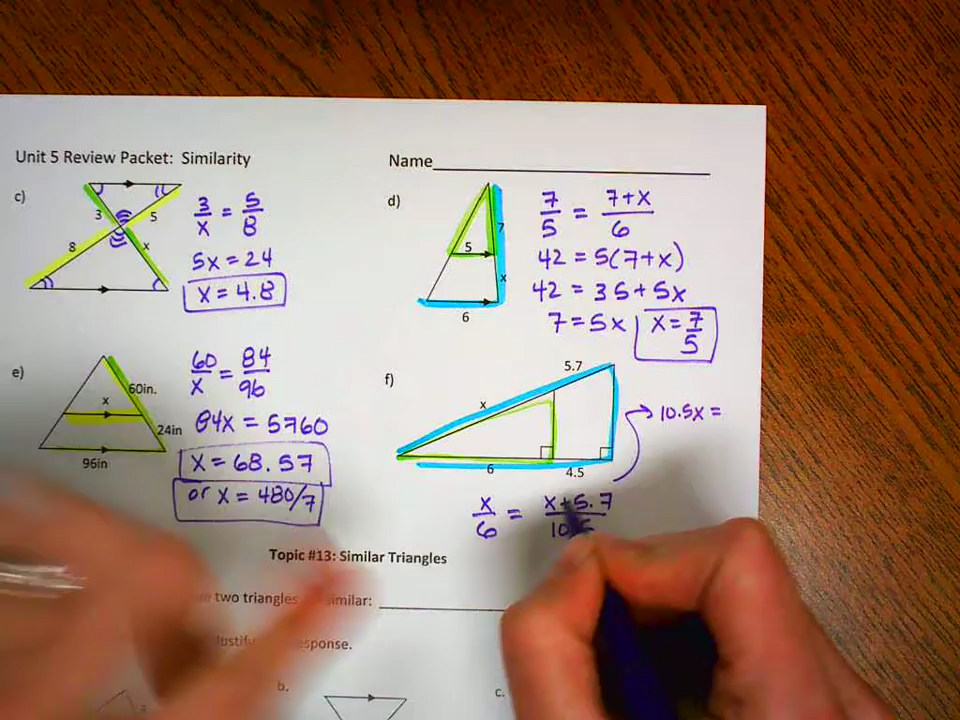 Unit 5 Review Packet: Similarity
Name
c)
3
5
8
x
3/x = 5/8
5x = 24
x = 4.8
d)
7
5
x
6
7/5 = 7+x/6
42 = 5(7+x)
42 = 35+5x
7 = 5x
x = 7/5
e)
60in.
x
24in
96in
60/x = 84/96
84x = 5760
x = 68.57
or x = 480/7
f)
5.7
x
6
4.5
10.5x =
x/6 = x+5.7/10.5
Topic #13: Similar Triangles
two triangles
similar:
response.
b.
c.